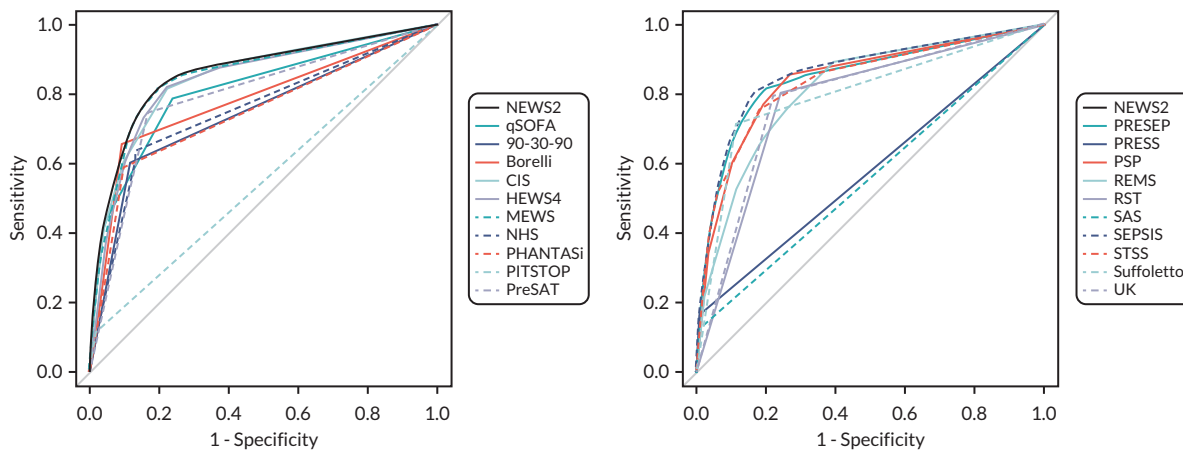 1.0
0.8
0.6
0.4
0.2
0.0
Sensitivity
0.0 0.2 0.4 0.6 0.8 1.0
1 - Specificity
NEWS2
qSOFA
90-30-90
Borelli
CIS
HEWS4
MEWS
NHS
PHANTASi
PITSTOP
PreSAT
1.0
0.8
0.6
0.4
0.2
0.0
Sensitivity
0.0 0.2 0.4 0.6 0.8 1.0
1 - Specificity
NEWS2
PRESEP
PRESS
PSP
REMS
RST
SAS
SEPSIS
STSS
Suffoletto
UK